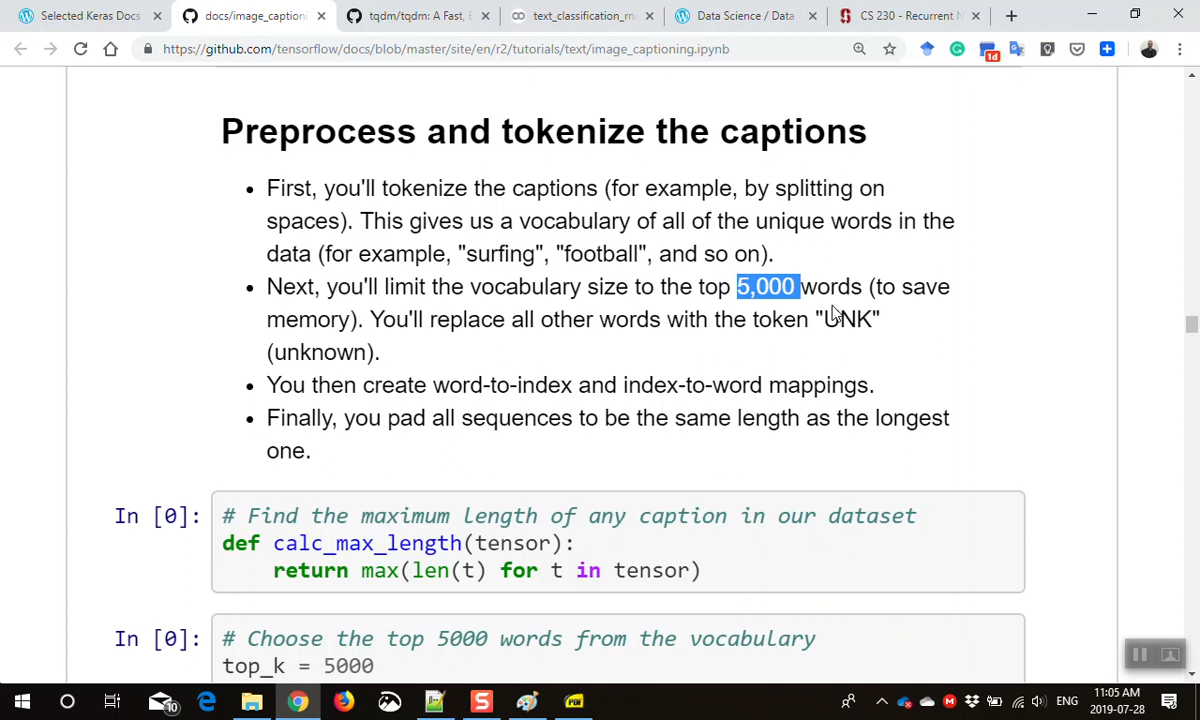 Selected Keras Docs
docs/image_caption
tqdm/tqdm: A Fast, E
text_classification_rnn
Data Science / Data
CS 230 - Recurrent N
https://github.com/tensorflow/docs/blob/master/site/en/r2/tutorials/text/image_captioning.ipynb
1d
Preprocess and tokenize the captions
• First, you'll tokenize the captions (for example, by splitting on
spaces). This gives us a vocabulary of all of the unique words in the
data (for example, "surfing", "football", and so on).
• Next, you'll limit the vocabulary size to the top 5,000 words (to save
memory). You'll replace all other words with the token "UNK"
(unknown).
• You then create word-to-index and index-to-word mappings.
• Finally, you pad all sequences to be the same length as the longest
one.
In [0]: # Find the maximum length of any caption in our dataset
def calc_max_length(tensor):
return max(len(t) for t in tensor)
In [0]: # Choose the top 5000 words from the vocabulary
top_k = 5000
10
ENG
11:05 AM
2019-07-28